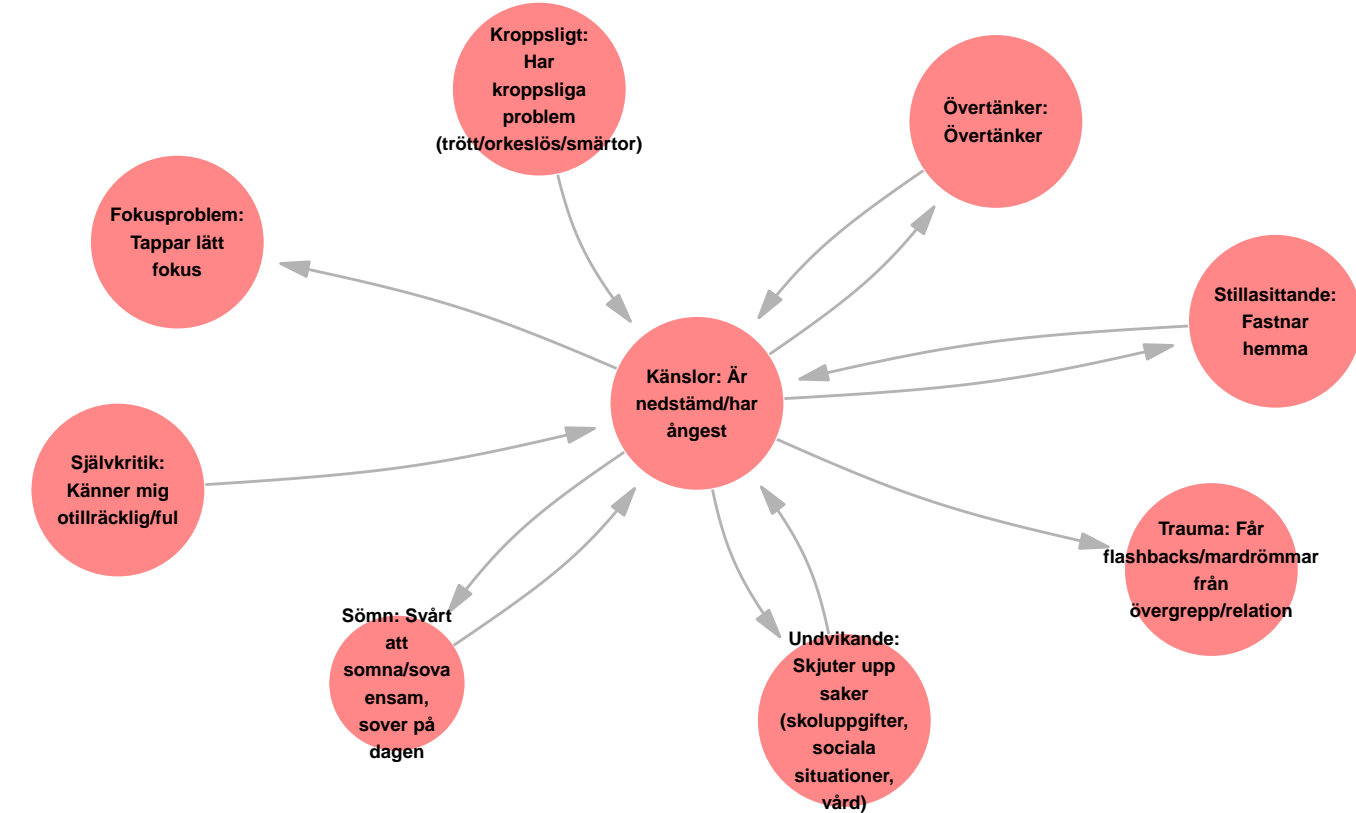 Kroppsligt:
Har
kroppsliga
problem
(trött/orkeslös/smärtor)
Övertänker:
Övertänker
Fokusproblem:
Tappar lätt
fokus
Stillasittande:
Fastnar
hemma
Känslor: Är
nedstämd/har
ångest
Självkritik:
Känner mig
otillräcklig/ful
Trauma: Får
flashbacks/mardrömmar
från
övergrepp/relation
Sömn: Svårt
att
somna/sova
ensam,
sover på
dagen
Undvikande:
Skjuter upp
saker
(skoluppgifter,
sociala
situationer,
vård)